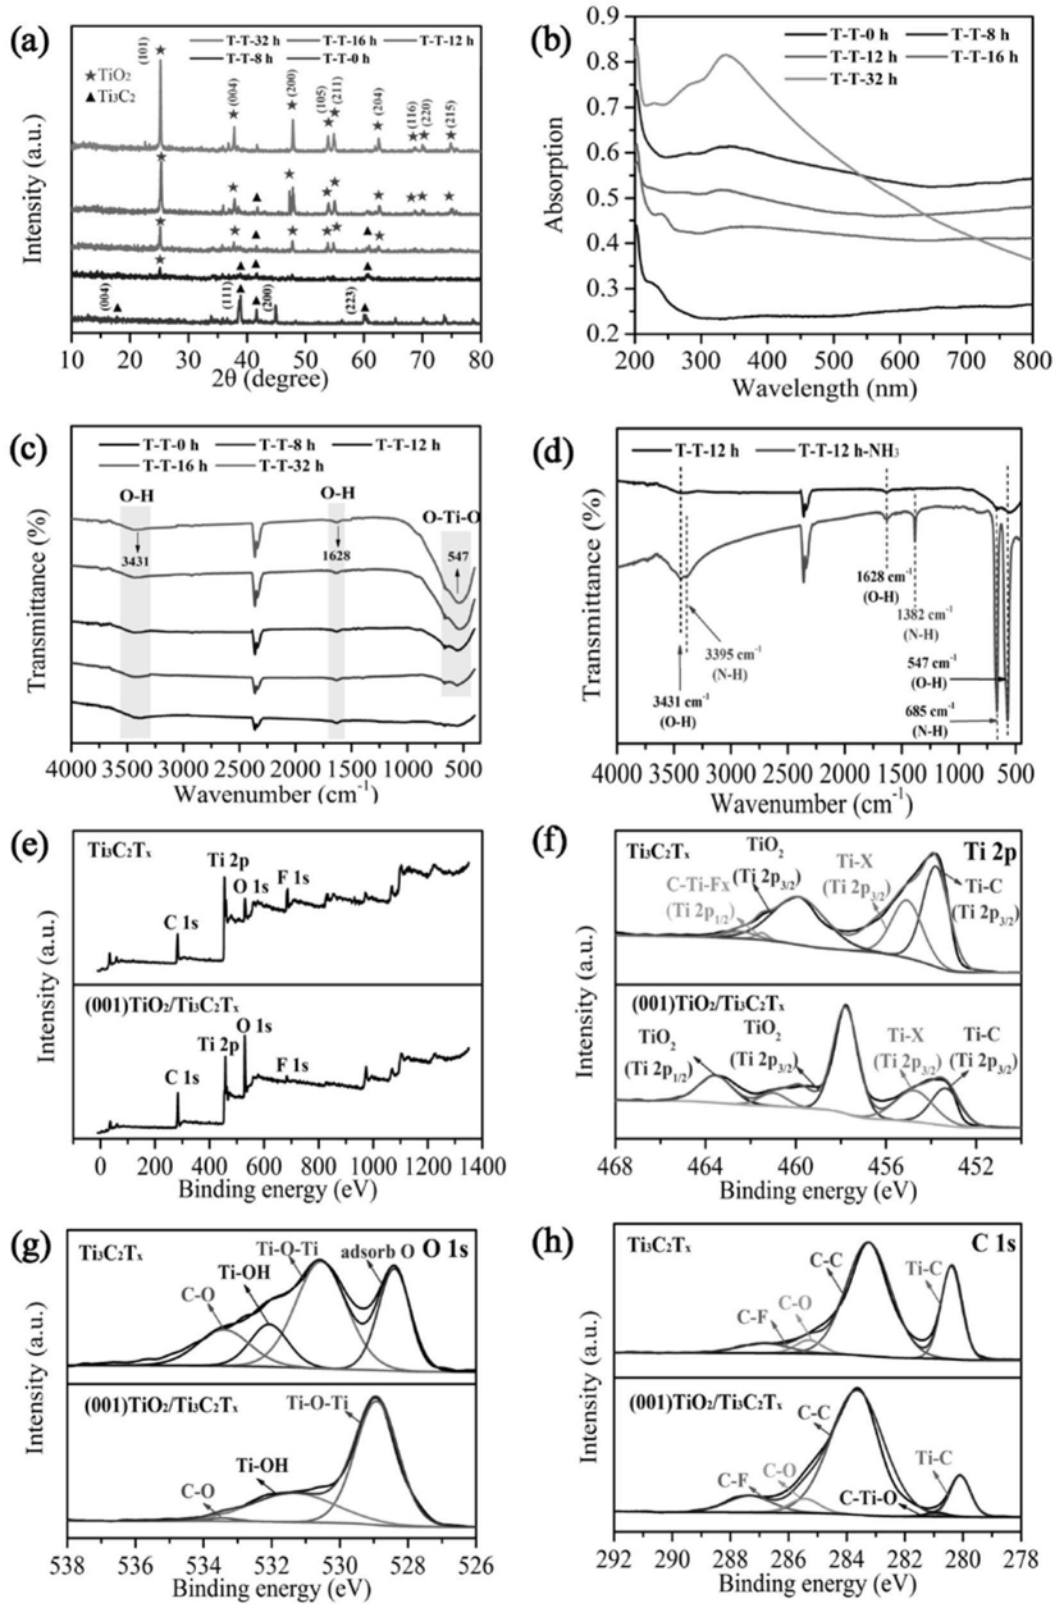 (a)
T-T-32 h T-T-16 h T-T-12 h
T-T-8 h T-T-0 h
★TiO₂
▲Ti₃C₂
(101)
(004)
(200)
(105)
(211)
(204)
(116)
(220)
(215)
(004)
(111)
(200)
(223)
Intensity (a.u.)
10 20 30 40 50 60 70 80
2θ (degree)
(b)
T-T-0 h T-T-8 h
T-T-12 h T-T-16 h
T-T-32 h
Absorption
0.9
0.8
0.7
0.6
0.5
0.4
0.3
0.2
200 300 400 500 600 700 800
Wavelength (nm)
(c)
T-T-0 h T-T-8 h T-T-12 h
T-T-16 h T-T-32 h
O-H
O-H
O-Ti-O
3431
1628
547
Transmittance (%)
4000 3500 3000 2500 2000 1500 1000 500
Wavenumber (cm⁻¹)
(d)
T-T-12 h T-T-12 h-NH₃
1628 cm⁻¹
(O-H)
1382 cm⁻¹
(N-H)
3395 cm⁻¹
(N-H)
3431 cm⁻¹
(O-H)
547 cm⁻¹
(O-H)
685 cm⁻¹
(N-H)
Transmittance (%)
4000 3500 3000 2500 2000 1500 1000 500
Wavenumber (cm⁻¹)
(e)
Ti₃C₂Tₓ
C 1s
Ti 2p
O 1s
F 1s
(001)TiO₂/Ti₃C₂Tₓ
C 1s
Ti 2p
O 1s
F 1s
Intensity (a.u.)
0 200 400 600 800 1000 1200 1400
Binding energy (eV)
(f)
Ti₃C₂Tₓ
Ti 2p
C-Ti-Fx
(Ti 2p₁/₂)
TiO₂
(Ti 2p₃/₂)
Ti-X
(Ti 2p₃/₂)
Ti-C
(Ti 2p₃/₂)
(001)TiO₂/Ti₃C₂Tₓ
TiO₂
(Ti 2p₁/₂)
TiO₂
(Ti 2p₃/₂)
Ti-X
(Ti 2p₃/₂)
Ti-C
(Ti 2p₃/₂)
Intensity (a.u.)
468 464 460 456 452
Binding energy (eV)
(g)
Ti₃C₂Tₓ
O 1s
C-O
Ti-OH
Ti-O-Ti
adsorb O
(001)TiO₂/Ti₃C₂Tₓ
C-O
Ti-OH
Ti-O-Ti
Intensity (a.u.)
538 536 534 532 530 528 526
Binding energy (eV)
(h)
Ti₃C₂Tₓ
C 1s
C-F
C-O
C-C
Ti-C
(001)TiO₂/Ti₃C₂Tₓ
C-F
C-O
C-C
C-Ti-O
Ti-C
Intensity (a.u.)
292 290 288 286 284 282 280 278
Binding energy (eV)